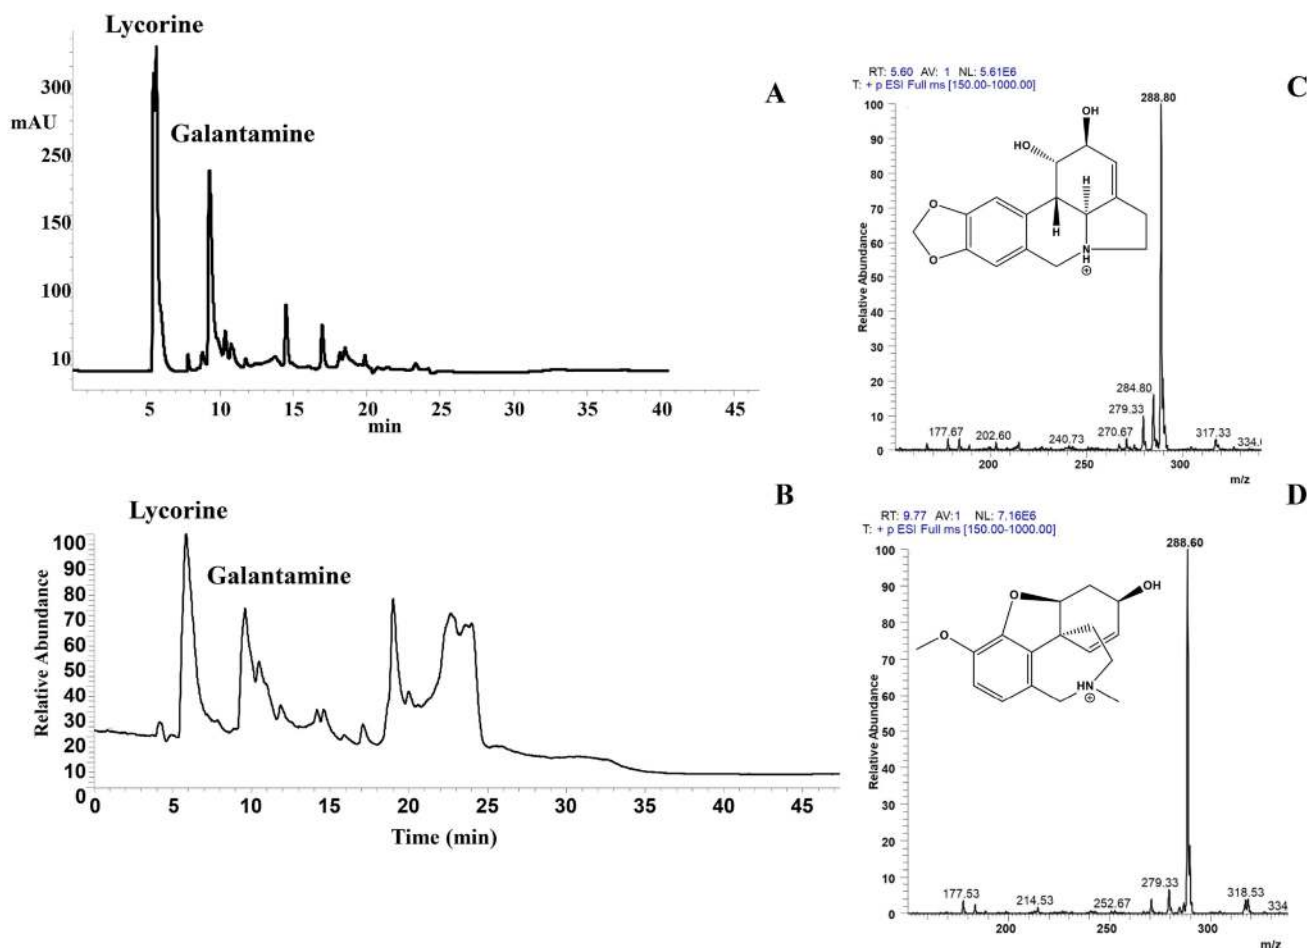 Lycorine
Galantamine
A
mAU
300
250
150
100
10
5 10 15 20 25 30 35 40 45
min
RT: 5.60 AV: 1 NL: 5.61E6
T: + p ESI Full ms [150.00-1000.00]
C
288.80
Relative Abundance
100
90
80
70
60
50
40
30
20
10
0
OH
HO
H
H
N
H
⊕
O
O
284.80
279.33
177.67
202.60
240.73
270.67
317.33
334.
200 250 300
m/z
B
Lycorine
Galantamine
Relative Abundance
100
90
80
70
60
50
40
30
20
10
0
0 5 10 15 20 25 30 35 40 45
Time (min)
D
RT: 9.77 AV:1 NL: 7.16E6
T: + p ESI Full ms [150.00-1000.00]
288.60
Relative Abundance
100
90
80
70
60
50
40
30
20
10
0
O
OH
O
HN
⊕
177.53
214.53
252.67
279.33
318.53
334
200 250 300
m/z